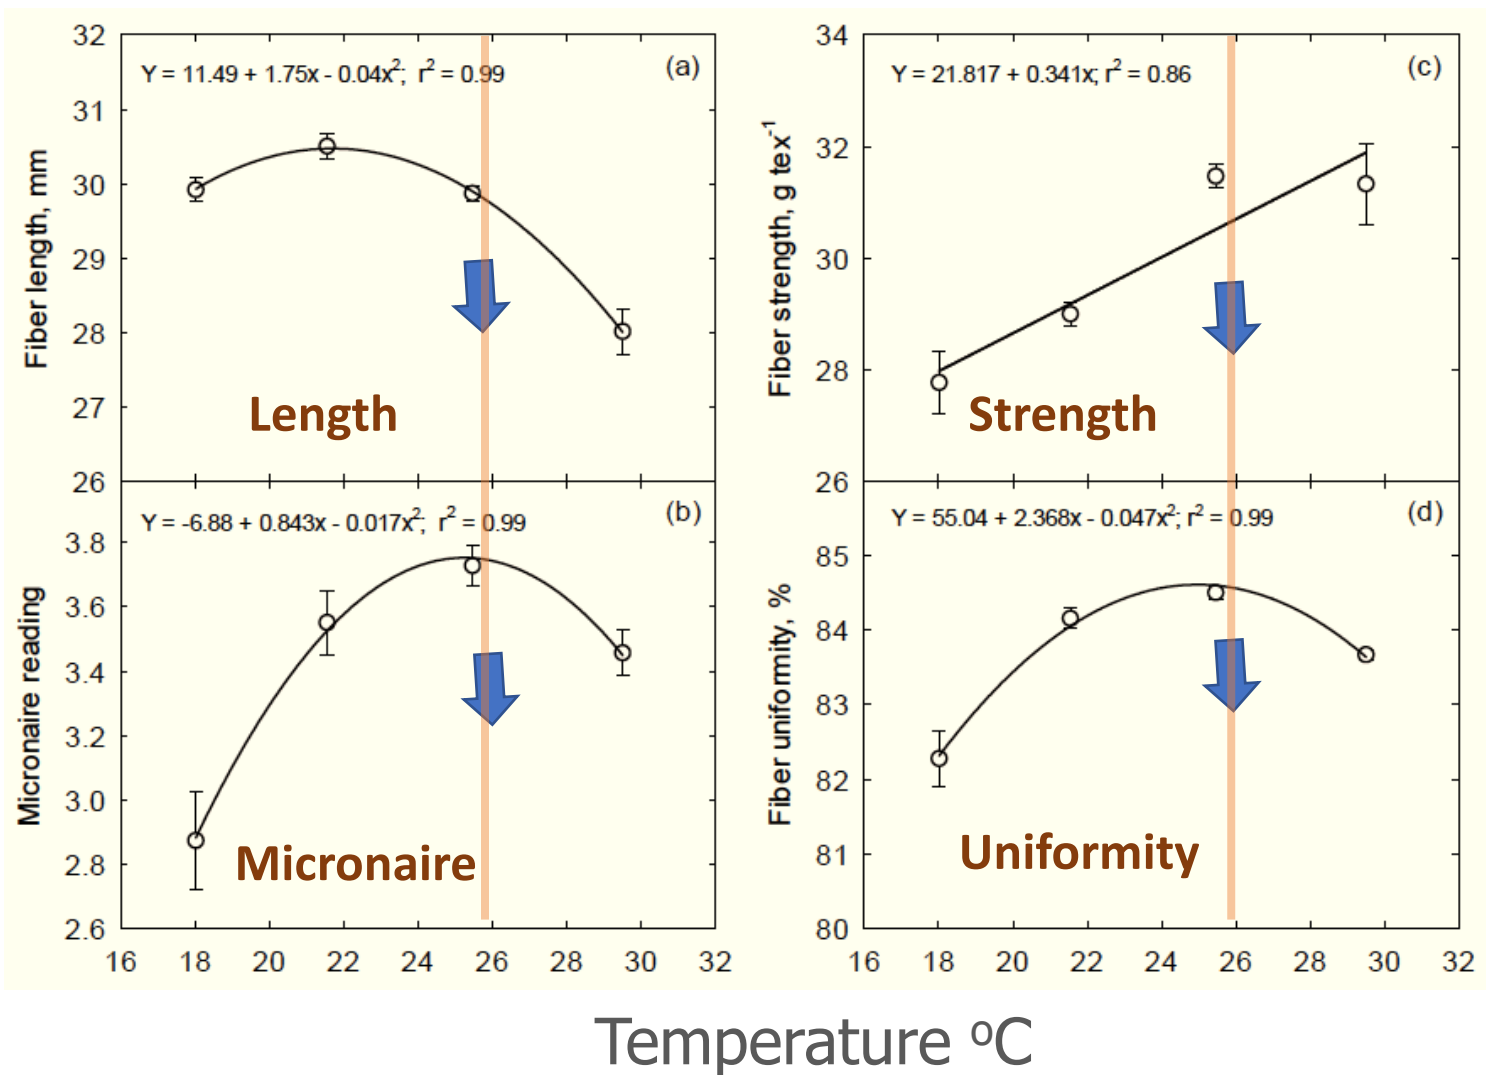 Y = 11.49 + 1.75x - 0.04x²; r² = 0.99
(a)
32
31
30
29
28
27
26
Fiber length, mm
Length
Y = -6.88 + 0.843x - 0.017x²; r² = 0.99
(b)
3.8
3.6
3.4
3.2
3.0
2.8
2.6
Micronaire reading
Micronaire
16 18 20 22 24 26 28 30 32
Y = 21.817 + 0.341x; r² = 0.86
(c)
34
32
30
28
26
Fiber strength, g tex⁻¹
Strength
Y = 55.04 + 2.368x - 0.047x²; r² = 0.99
(d)
85
84
83
82
81
80
Fiber uniformity, %
Uniformity
16 18 20 22 24 26 28 30 32
Temperature ºC